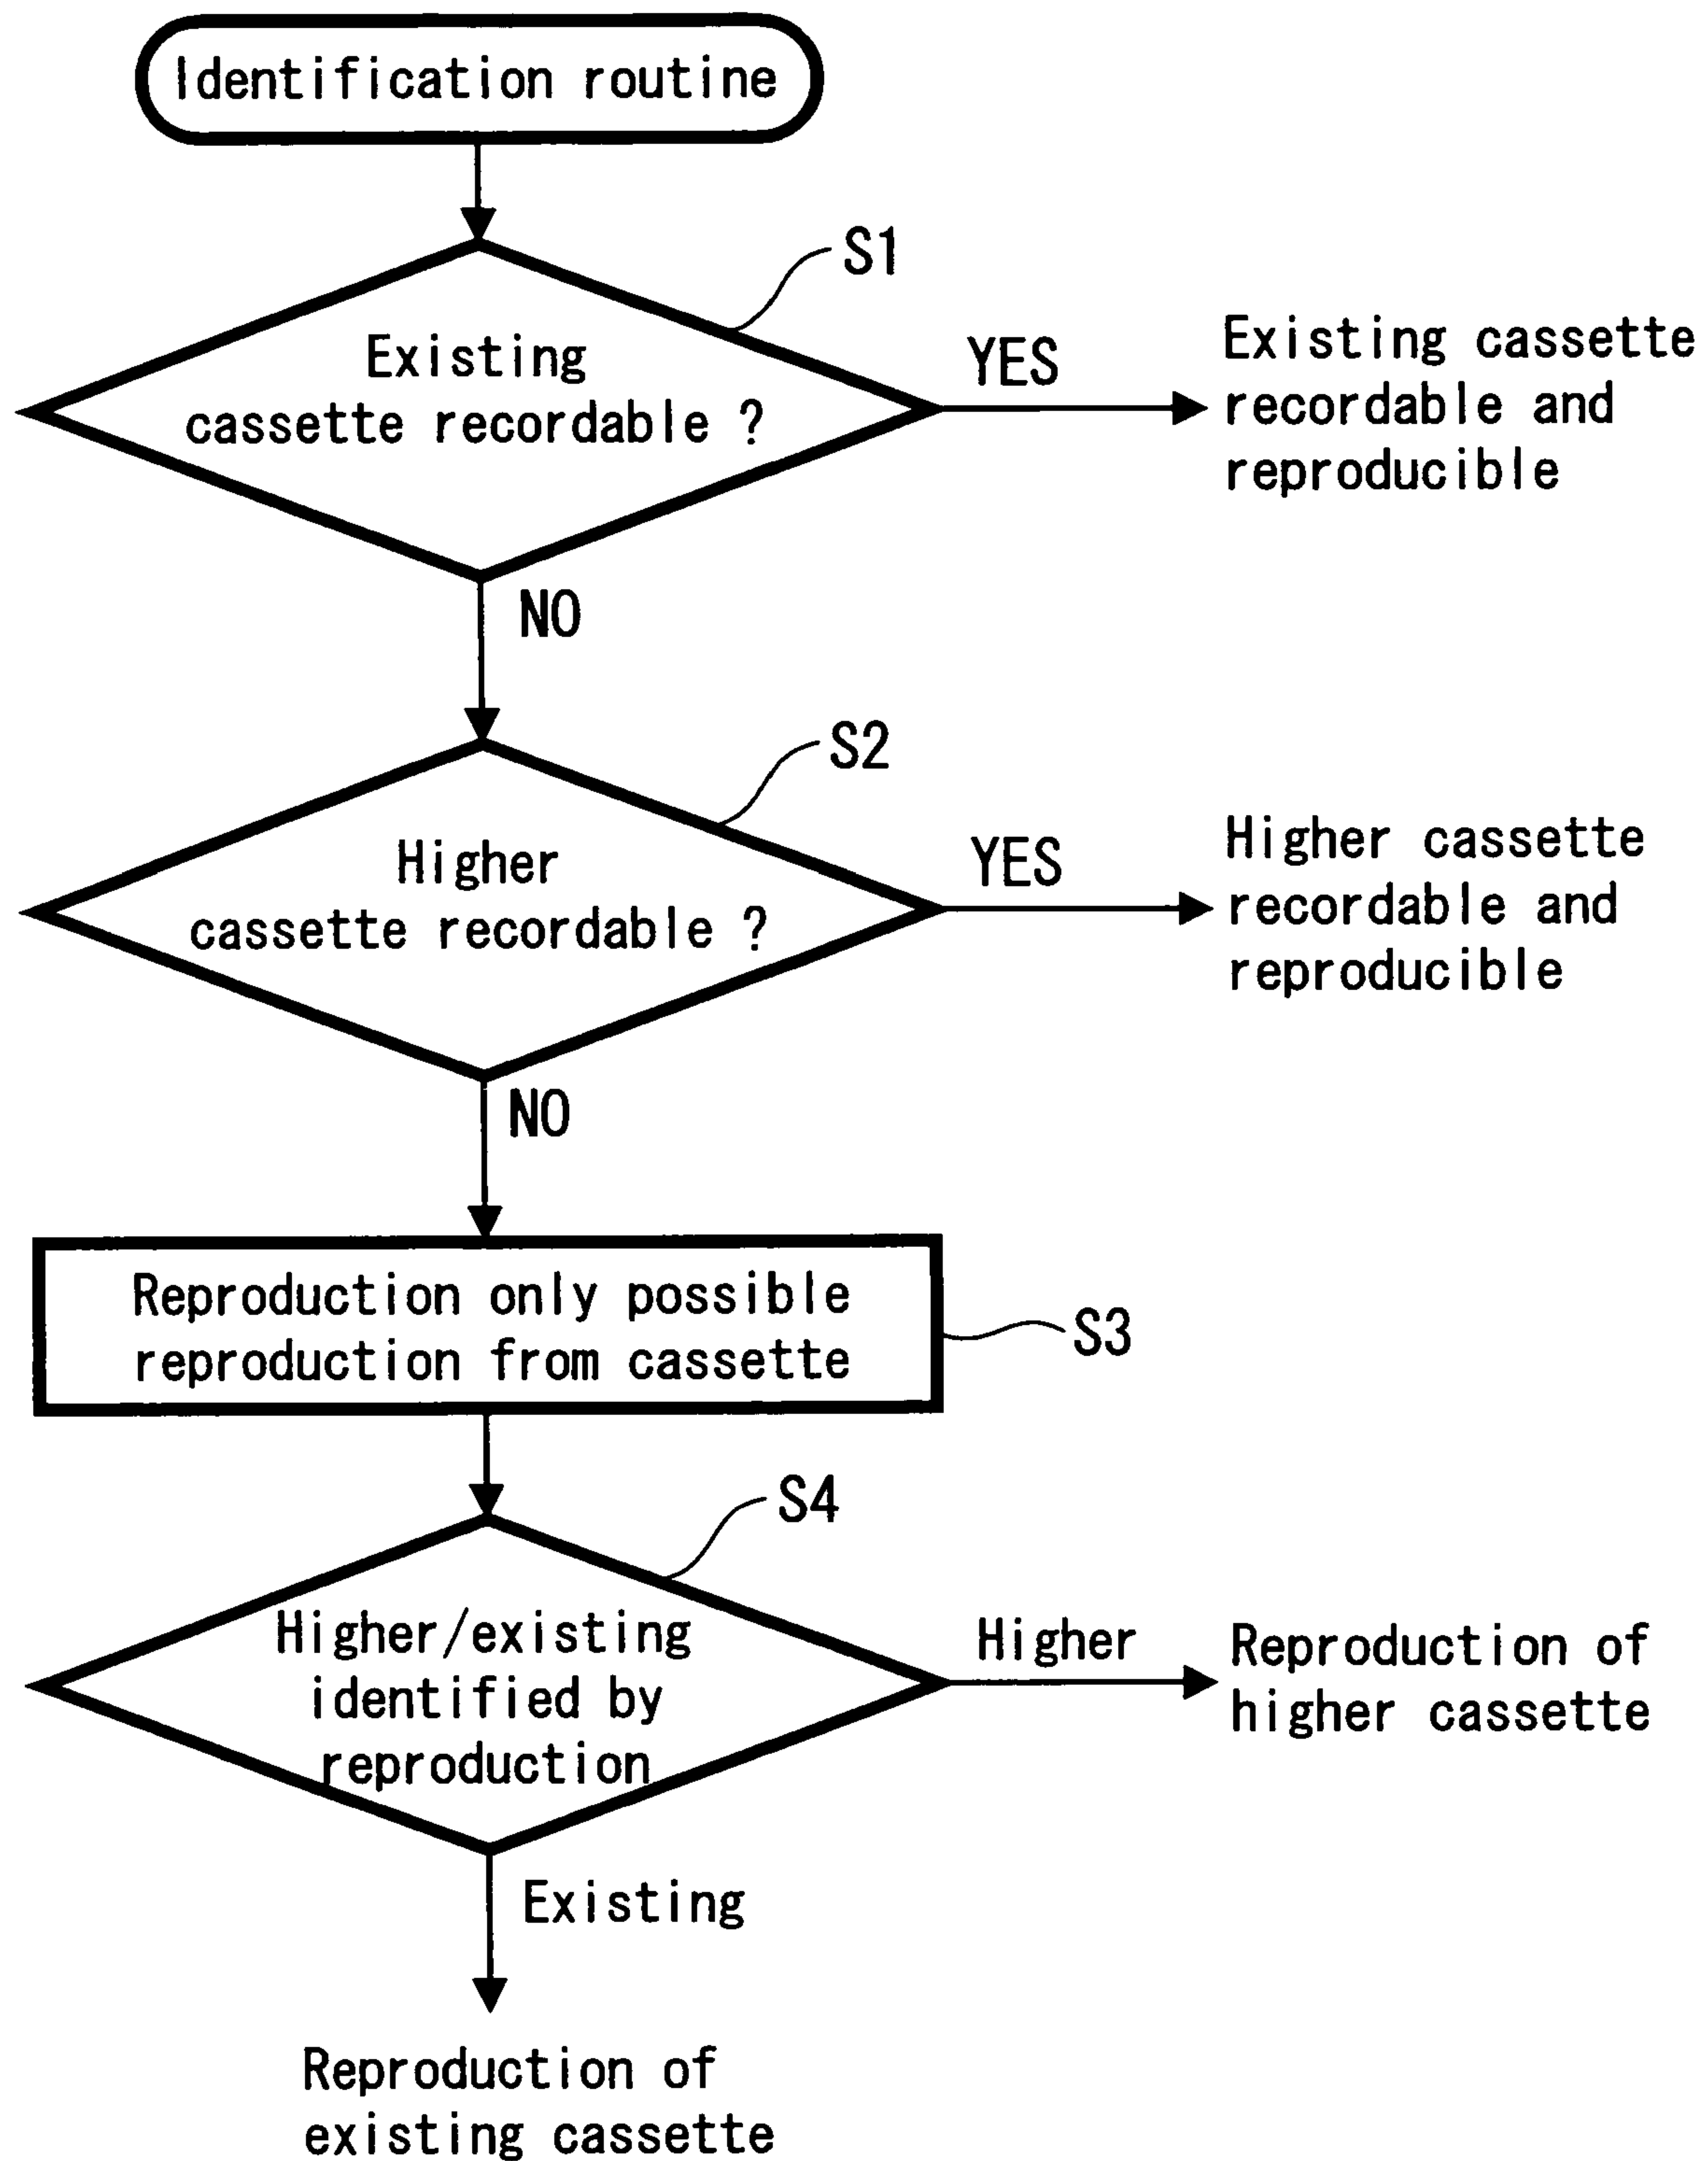 Identification routine
S1
Existing
cassette recordable ?
YES
Existing cassette
recordable and
reproducible
NO
S2
Higher
cassette recordable ?
YES
Higher cassette
recordable and
reproducible
NO
Reproduction only possible
reproduction from cassette
S3
S4
Higher/existing
identified by
reproduction
Higher
Reproduction of
higher cassette
Existing
Reproduction of
existing cassette